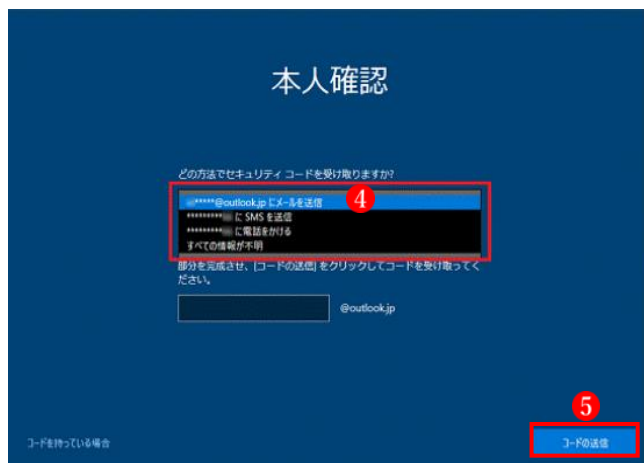 本人確認
どの方法でセキュリティ コードを受け取りますか?
*****@outlook.jp にメールを送信
4
********* に SMS を送信
********* に電話をかける
すべての情報が不明
部分を完成させ、[コードの送信] をクリックしてコードを受け取ってく
ださい。
@outlook.jp
5
コードを持っている場合
コードの送信